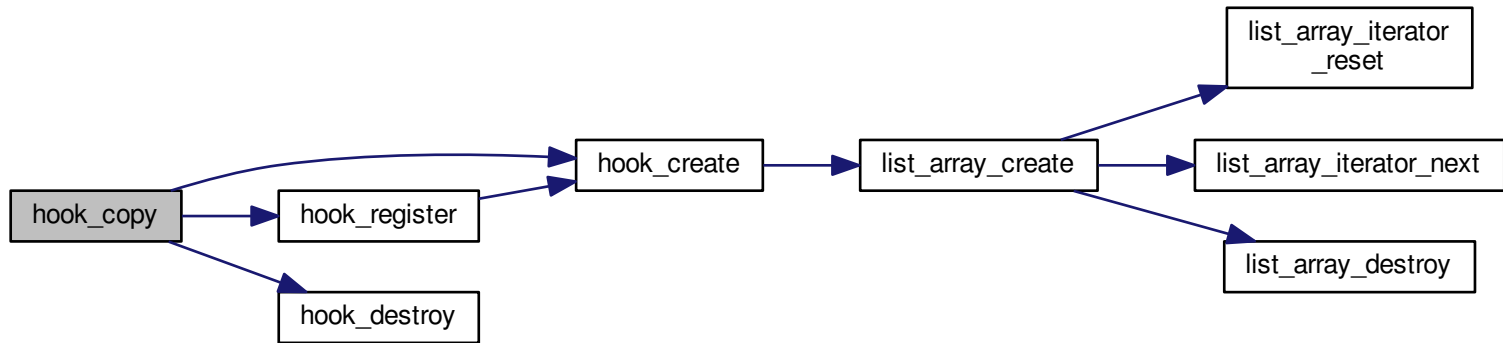 hook_copy
hook_register
hook_destroy
hook_create
list_array_create
list_array_iterator
_reset
list_array_iterator_next
list_array_destroy